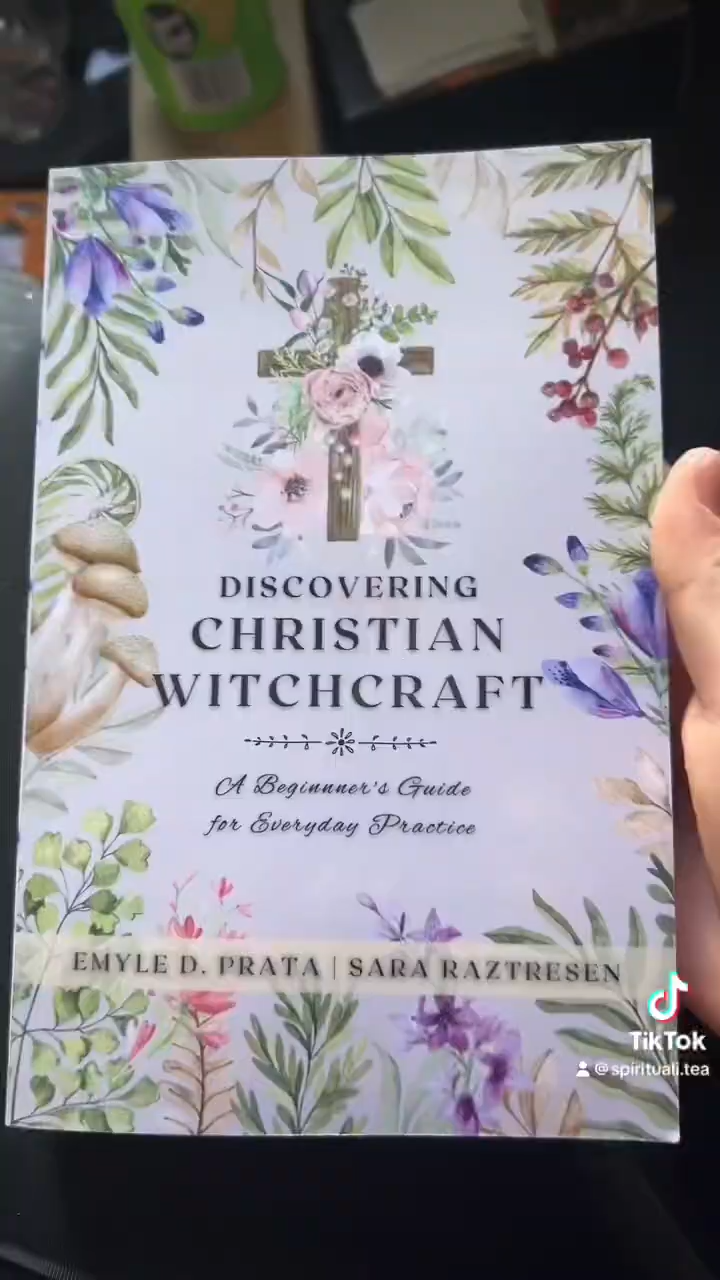 DISCOVERING
CHRISTIAN
WITCHCRAFT
A Beginnner's Guide
for Everyday Practice
EMYLE D. PRATA | SARA RAZTRESEN
TikTok
@spirituali.tea